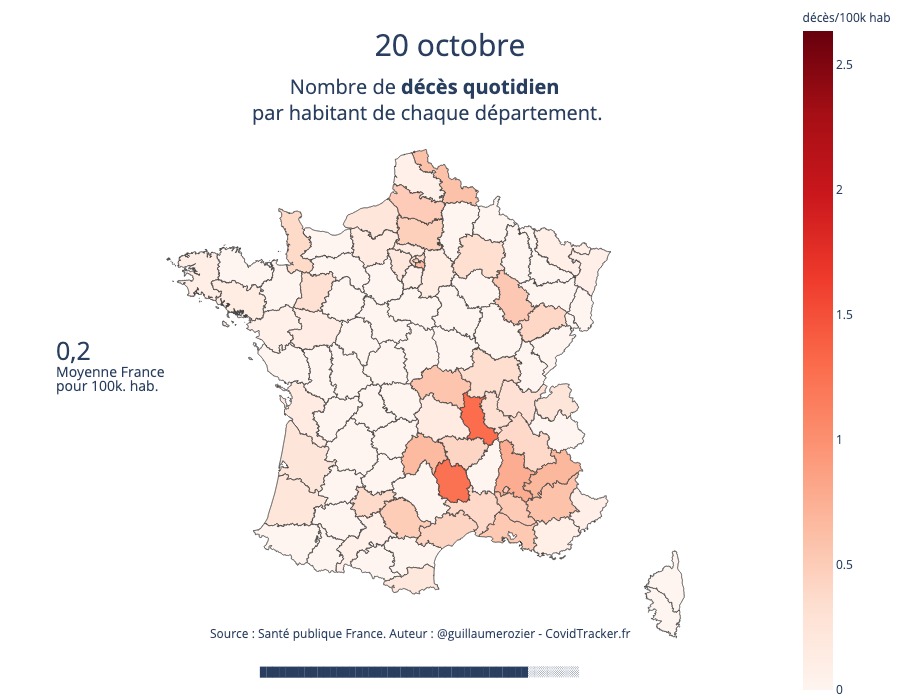 décès/100k hab
20 octobre
Nombre de décès quotidien
par habitant de chaque département.
2.5
2
1.5
1
0.5
0
0,2
Moyenne France
pour 100k. hab.
Source : Santé publique France. Auteur : @guillaumerozier - CovidTracker.fr